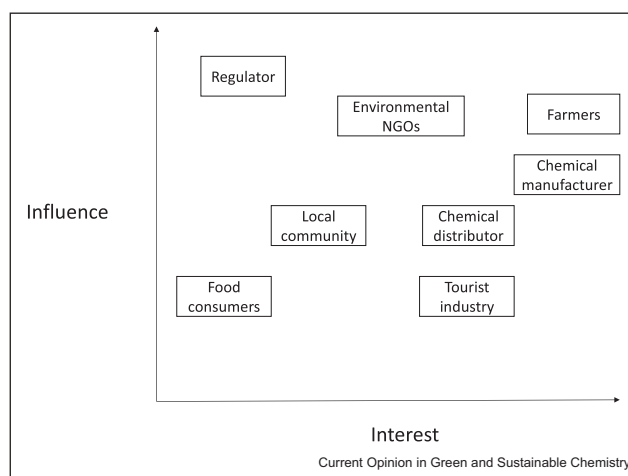 Regulator
Environmental
NGOs
Farmers
Chemical
manufacturer
Influence
Local
community
Chemical
distributor
Food
consumers
Tourist
industry
Interest
Current Opinion in Green and Sustainable Chemistry